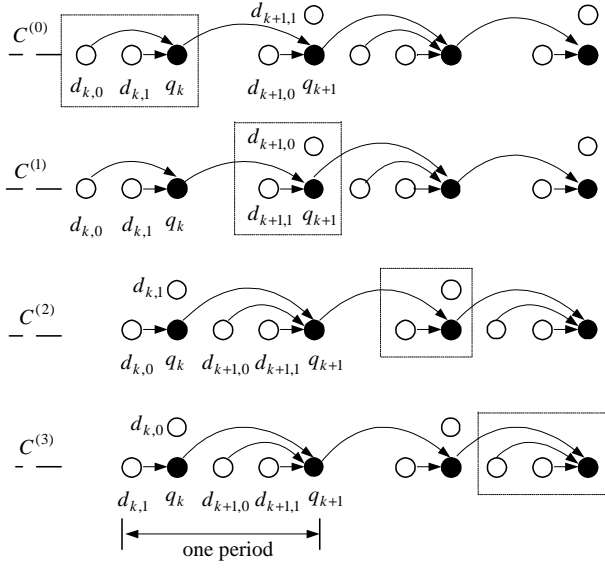 d_{k+1,1}
C^{(0)}
d_{k,0} d_{k,1} q_k d_{k+1,0} q_{k+1}
d_{k+1,0}
C^{(1)}
d_{k,0} d_{k,1} q_k d_{k+1,1} q_{k+1}
d_{k,1}
C^{(2)}
d_{k,0} q_k d_{k+1,0} d_{k+1,1} q_{k+1}
d_{k,0}
C^{(3)}
d_{k,1} q_k d_{k+1,0} d_{k+1,1} q_{k+1}
one period